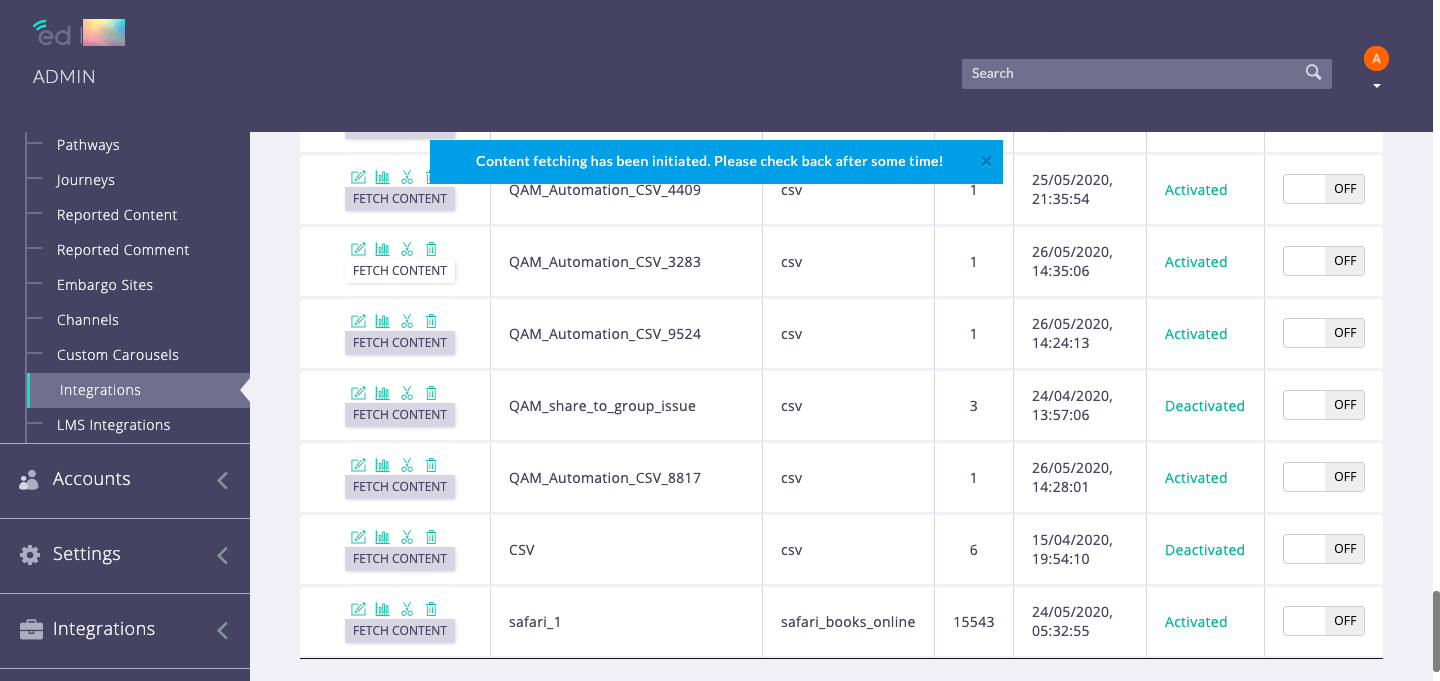 ed
ADMIN
Search
A
Pathways
Journeys
Reported Content
Reported Comment
Embargo Sites
Channels
Custom Carousels
Integrations
LMS Integrations
Accounts
Settings
Integrations
Content fetching has been initiated. Please check back after some time! ×
FETCH CONTENT
QAM_Automation_CSV_4409
csv
1
25/05/2020,
21:35:54
Activated
OFF
FETCH CONTENT
QAM_Automation_CSV_3283
csv
1
26/05/2020,
14:35:06
Activated
OFF
FETCH CONTENT
QAM_Automation_CSV_9524
csv
1
26/05/2020,
14:24:13
Activated
OFF
FETCH CONTENT
QAM_share_to_group_issue
csv
3
24/04/2020,
13:57:06
Deactivated
OFF
FETCH CONTENT
QAM_Automation_CSV_8817
csv
1
26/05/2020,
14:28:01
Activated
OFF
FETCH CONTENT
CSV
csv
6
15/04/2020,
19:54:10
Deactivated
OFF
FETCH CONTENT
safari_1
safari_books_online
15543
24/05/2020,
05:32:55
Activated
OFF